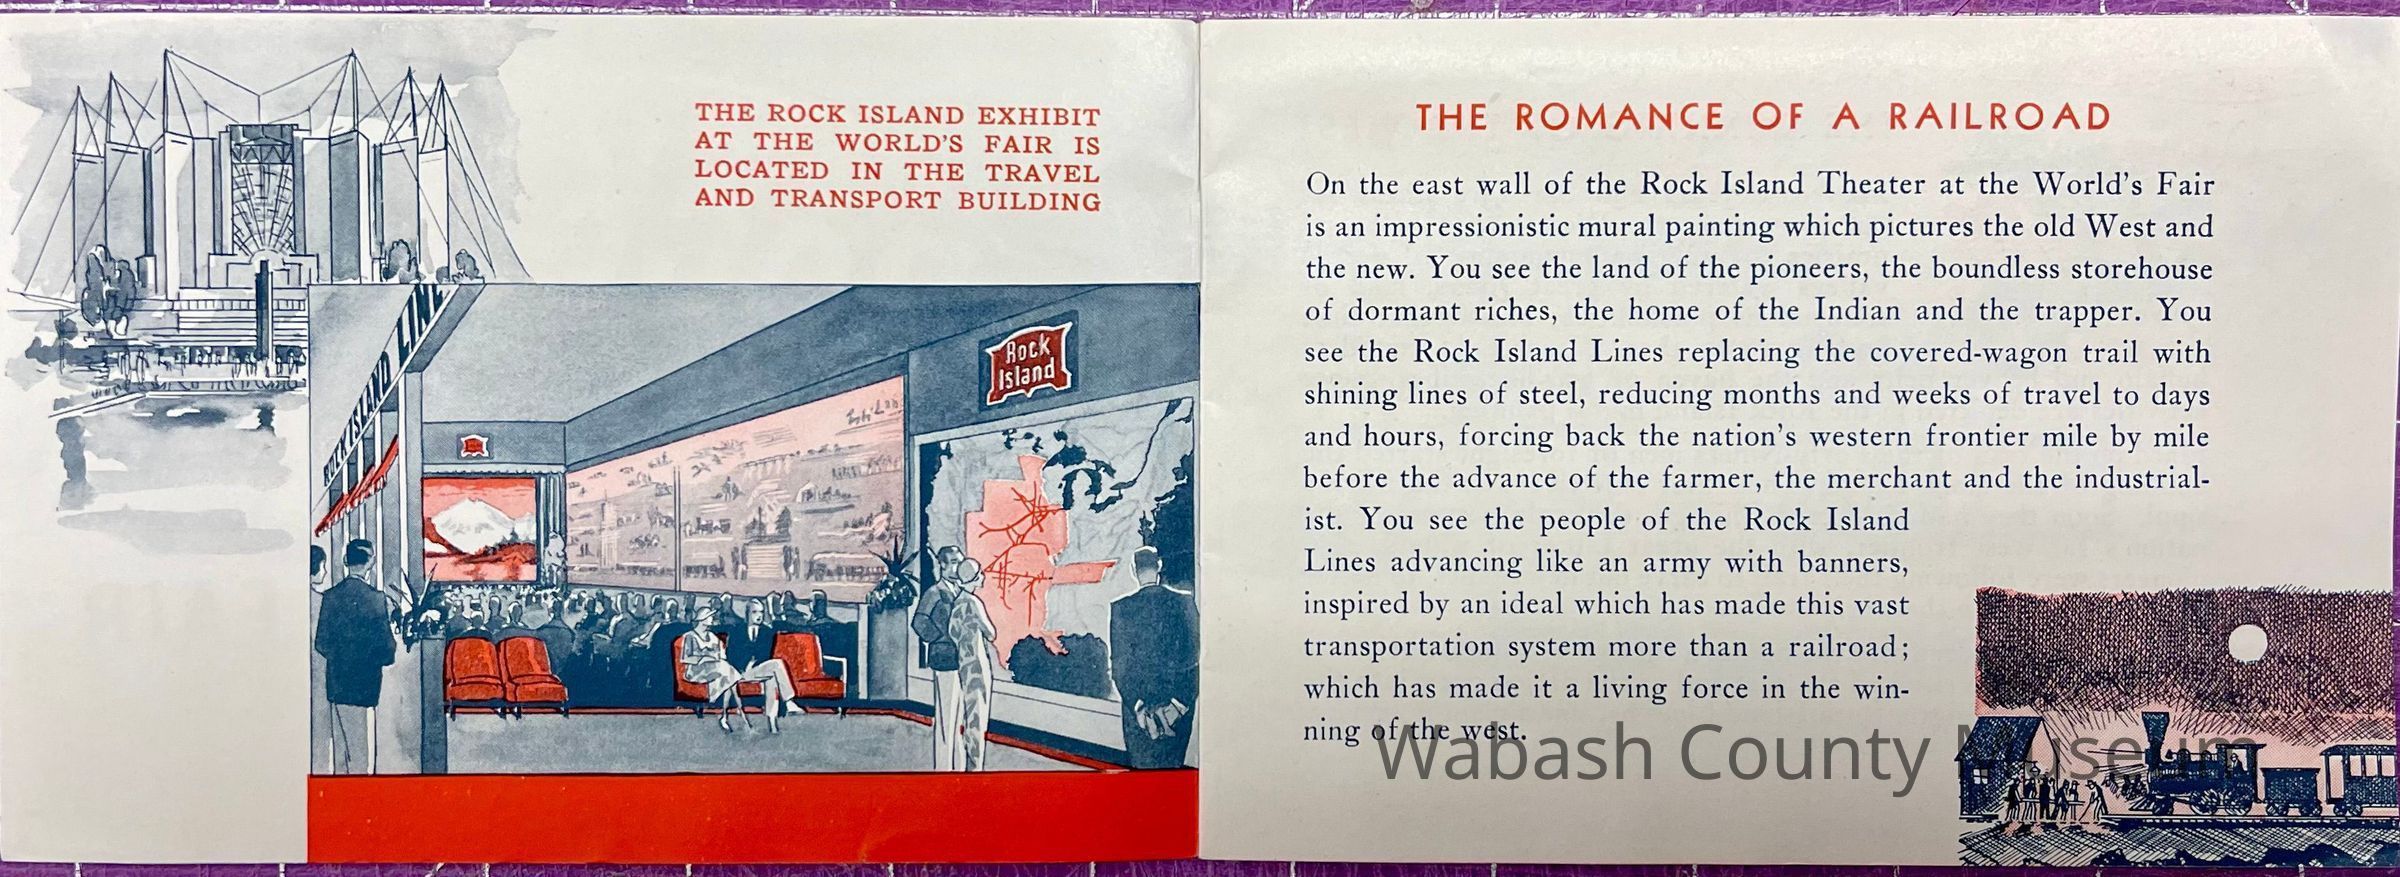 THE ROCK ISLAND EXHIBIT
AT THE WORLD'S FAIR IS
LOCATED IN THE TRAVEL
AND TRANSPORT BUILDING
ROCK ISLAND LINE
Rock
Island
THE ROMANCE OF A RAILROAD
On the east wall of the Rock Island Theater at the World's Fair
is an impressionistic mural painting which pictures the old West and
the new. You see the land of the pioneers, the boundless storehouse
of dormant riches, the home of the Indian and the trapper. You
see the Rock Island Lines replacing the covered-wagon trail with
shining lines of steel, reducing months and weeks of travel to days
and hours, forcing back the nation's western frontier mile by mile
before the advance of the farmer, the merchant and the industrial-
ist. You see the people of the Rock Island
Lines advancing like an army with banners,
inspired by an ideal which has made this vast
transportation system more than a railroad;
which has made it a living force in the win-
ning of the west.
Wabash County Museum